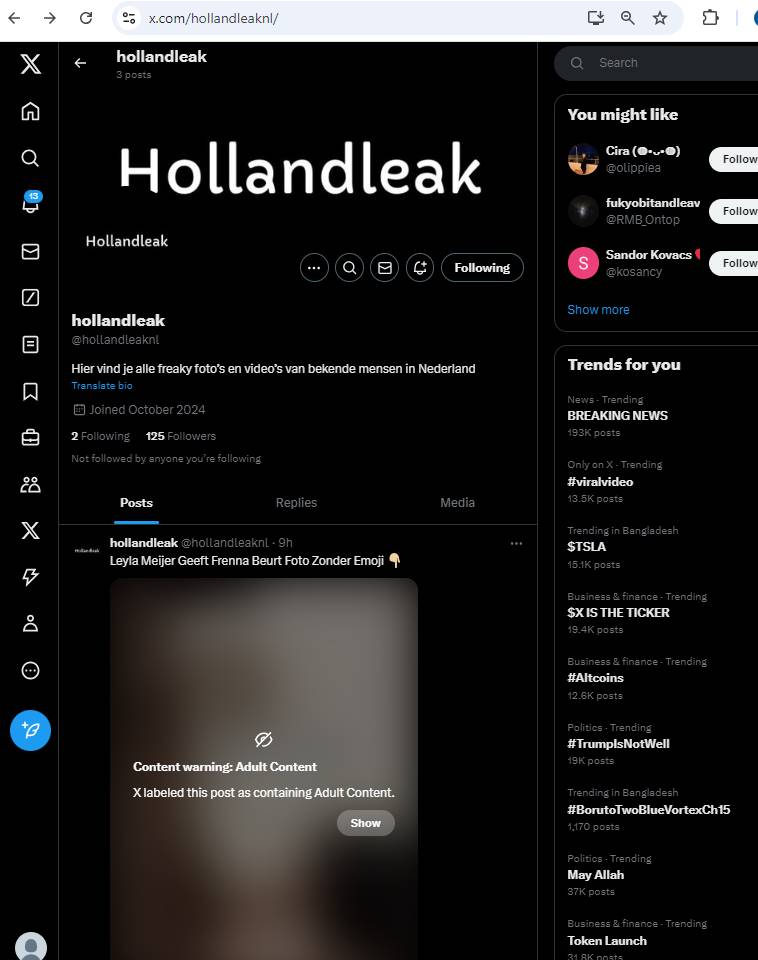 x.com/hollandleaknl/
hollandleak
3 posts
Hollandleak
Hollandleak
Following
hollandleak
@hollandleaknl
Hier vind je alle freaky foto's en video's van bekende mensen in Nederland
Translate bio
Joined October 2024
2 Following 125 Followers
Not followed by anyone you're following
Posts Replies Media
Hollandleak
hollandleak @hollandleaknl · 9h
Leyla Meijer Geeft Frenna Beurt Foto Zonder Emoji 👇
Content warning: Adult Content
X labeled this post as containing Adult Content.
Show
13
Search
You might like
@olippiea
Follow
fukyobitandleav
@RMB_Ontop
Follow
S
Sandor Kovacs
@kosancy
Follow
Show more
Trends for you
News · Trending
BREAKING NEWS
193K posts
Only on X · Trending
#viralvideo
13.5K posts
Trending in Bangladesh
$TSLA
15.1K posts
Business & finance · Trending
$X IS THE TICKER
19.4K posts
Business & finance · Trending
#Altcoins
12.6K posts
Politics · Trending
#TrumpIsNotWell
19K posts
Trending in Bangladesh
#BorutoTwoBlueVortexCh15
1,170 posts
Politics · Trending
May Allah
37K posts
Business & finance · Trending
Token Launch
31.8K posts